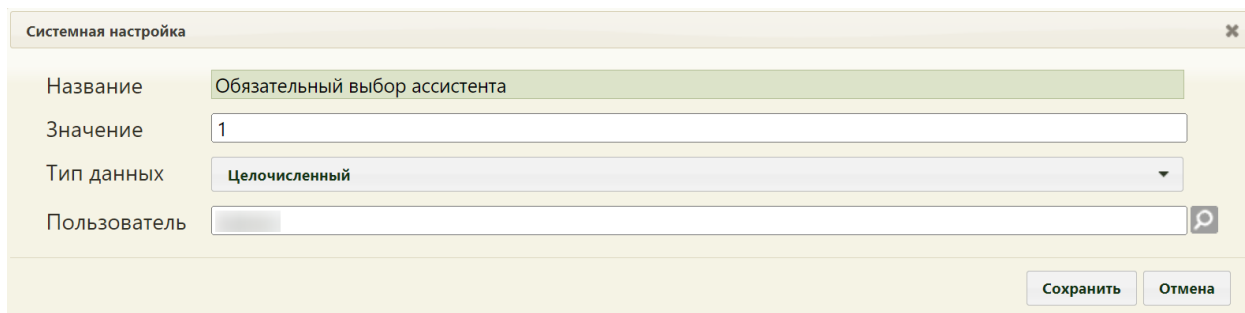 Системная настройка
Название Обязательный выбор ассистента
Значение 1
Тип данных Целочисленный
Пользователь
Сохранить Отмена